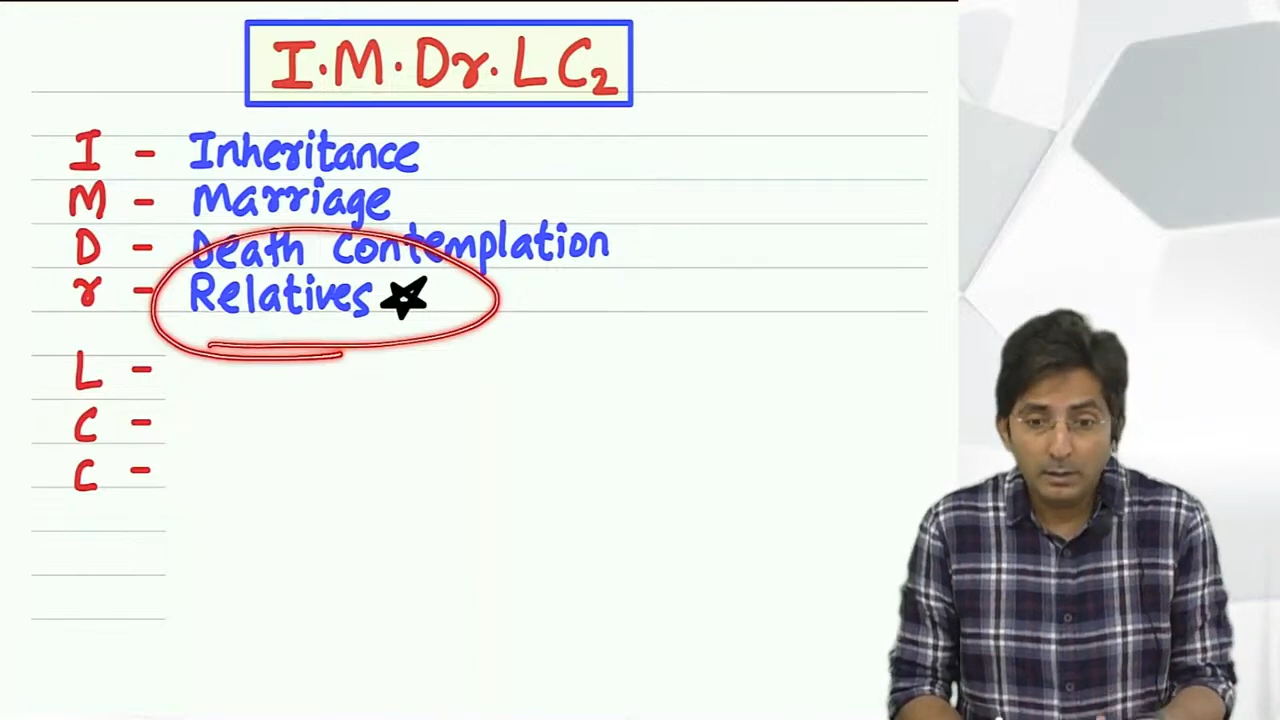 I.M.Dr.LC₂
I - Inheritance
M - Marriage
D - Death contemplation
r - Relatives
L -
C -
C -